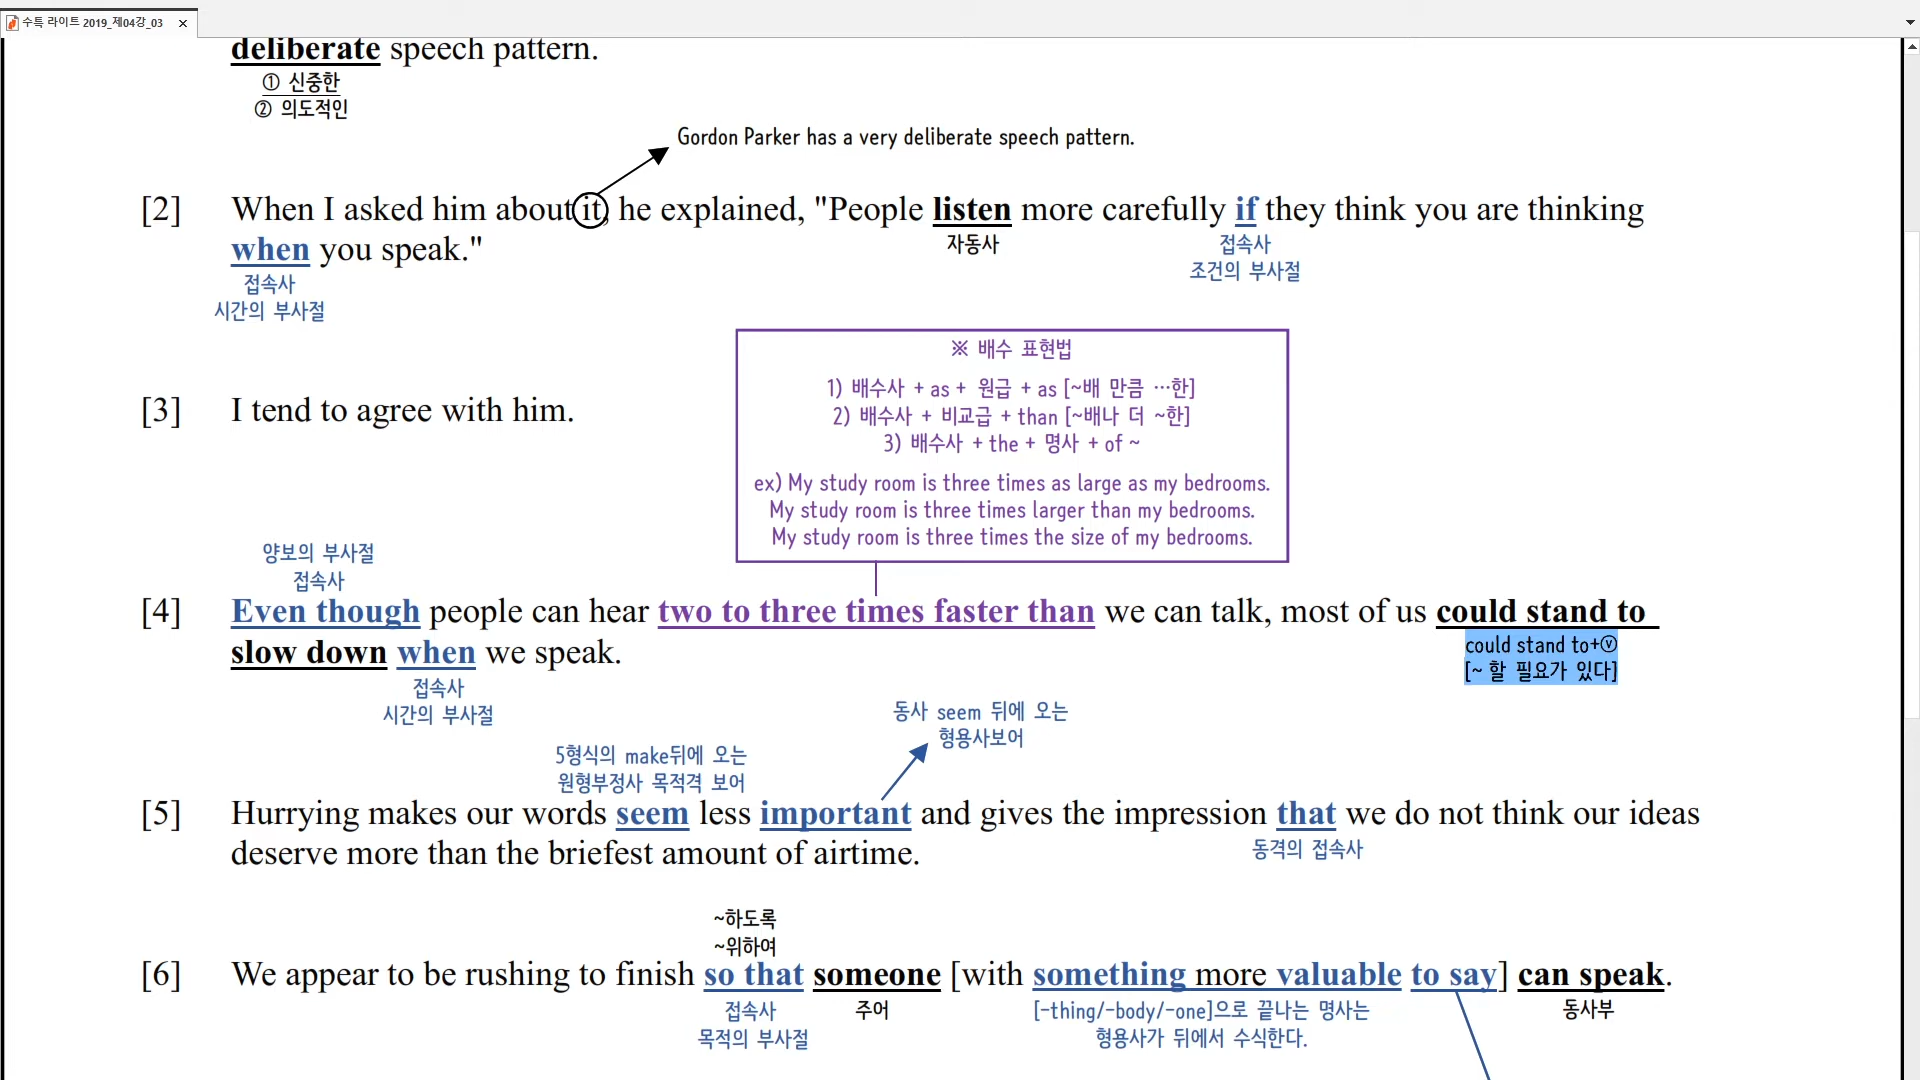 수특 라이트 2019_제04강_03
deliberate speech pattern.
① 신중한
② 의도적인
Gordon Parker has a very deliberate speech pattern.
[2] When I asked him about it, he explained, "People listen more carefully if they think you are thinking
자동사
접속사
조건의 부사절
when you speak."
접속사
시간의 부사절
※ 배수 표현법
1) 배수사 + as + 원급 + as [~배 만큼 …한]
2) 배수사 + 비교급 + than [~배나 더 ~한]
3) 배수사 + the + 명사 + of ~
ex) My study room is three times as large as my bedrooms.
My study room is three times larger than my bedrooms.
My study room is three times the size of my bedrooms.
[3] I tend to agree with him.
양보의 부사절
접속사
[4] Even though people can hear two to three times faster than we can talk, most of us could stand to
could stand to+ⓥ
[~ 할 필요가 있다]
slow down when we speak.
접속사
시간의 부사절
동사 seem 뒤에 오는
형용사보어
5형식의 make뒤에 오는
원형부정사 목적격 보어
[5] Hurrying makes our words seem less important and gives the impression that we do not think our ideas
동격의 접속사
deserve more than the briefest amount of airtime.
~하도록
~위하여
[6] We appear to be rushing to finish so that someone [with something more valuable to say] can speak.
접속사
목적의 부사절
주어
[-thing/-body/-one]으로 끝나는 명사는
형용사가 뒤에서 수식한다.
동사부